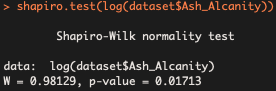 > shapiro.test(log(dataset$Ash_Alcanity))
Shapiro-Wilk normality test
data:  log(dataset$Ash_Alcanity)
W = 0.98129, p-value = 0.01713